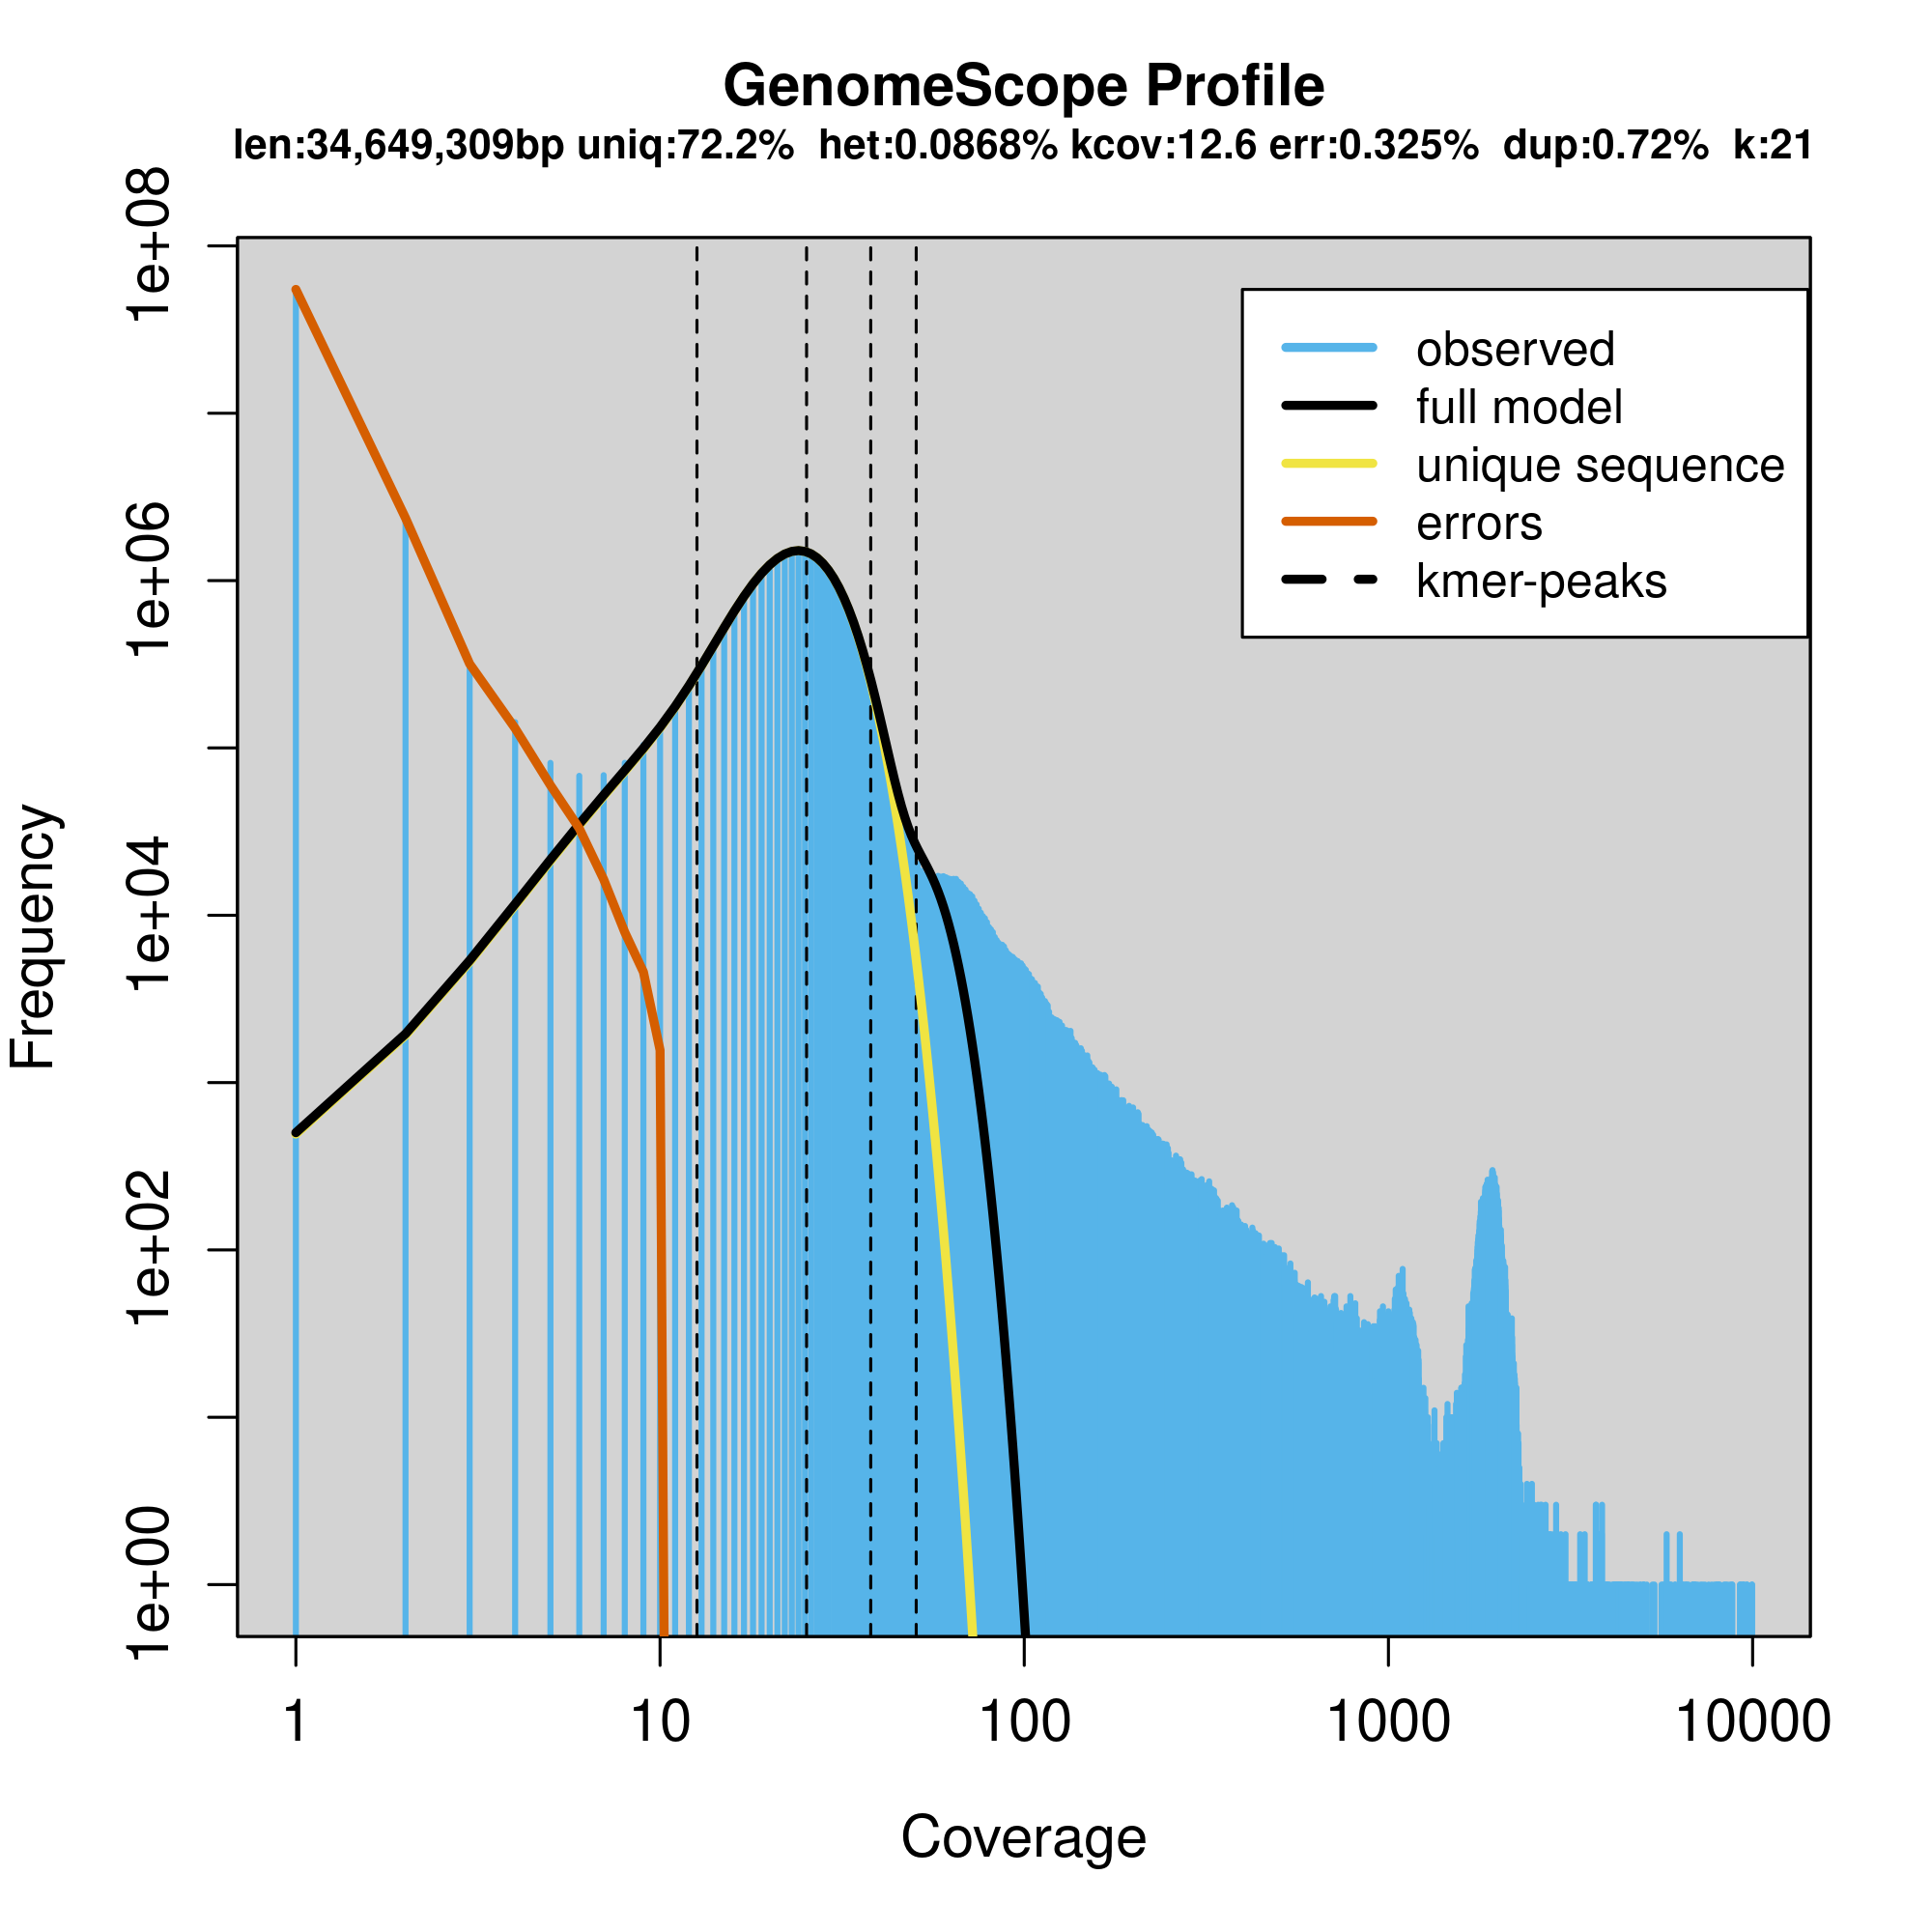 GenomeScope Profile
len:34,649,309bp uniq:72.2% het:0.0868% kcov:12.6 err:0.325% dup:0.72% k:21
observed
full model
unique sequence
errors
kmer-peaks
Frequency
1e+08
1e+06
1e+04
1e+02
1e+00
1 10 100 1000 10000
Coverage